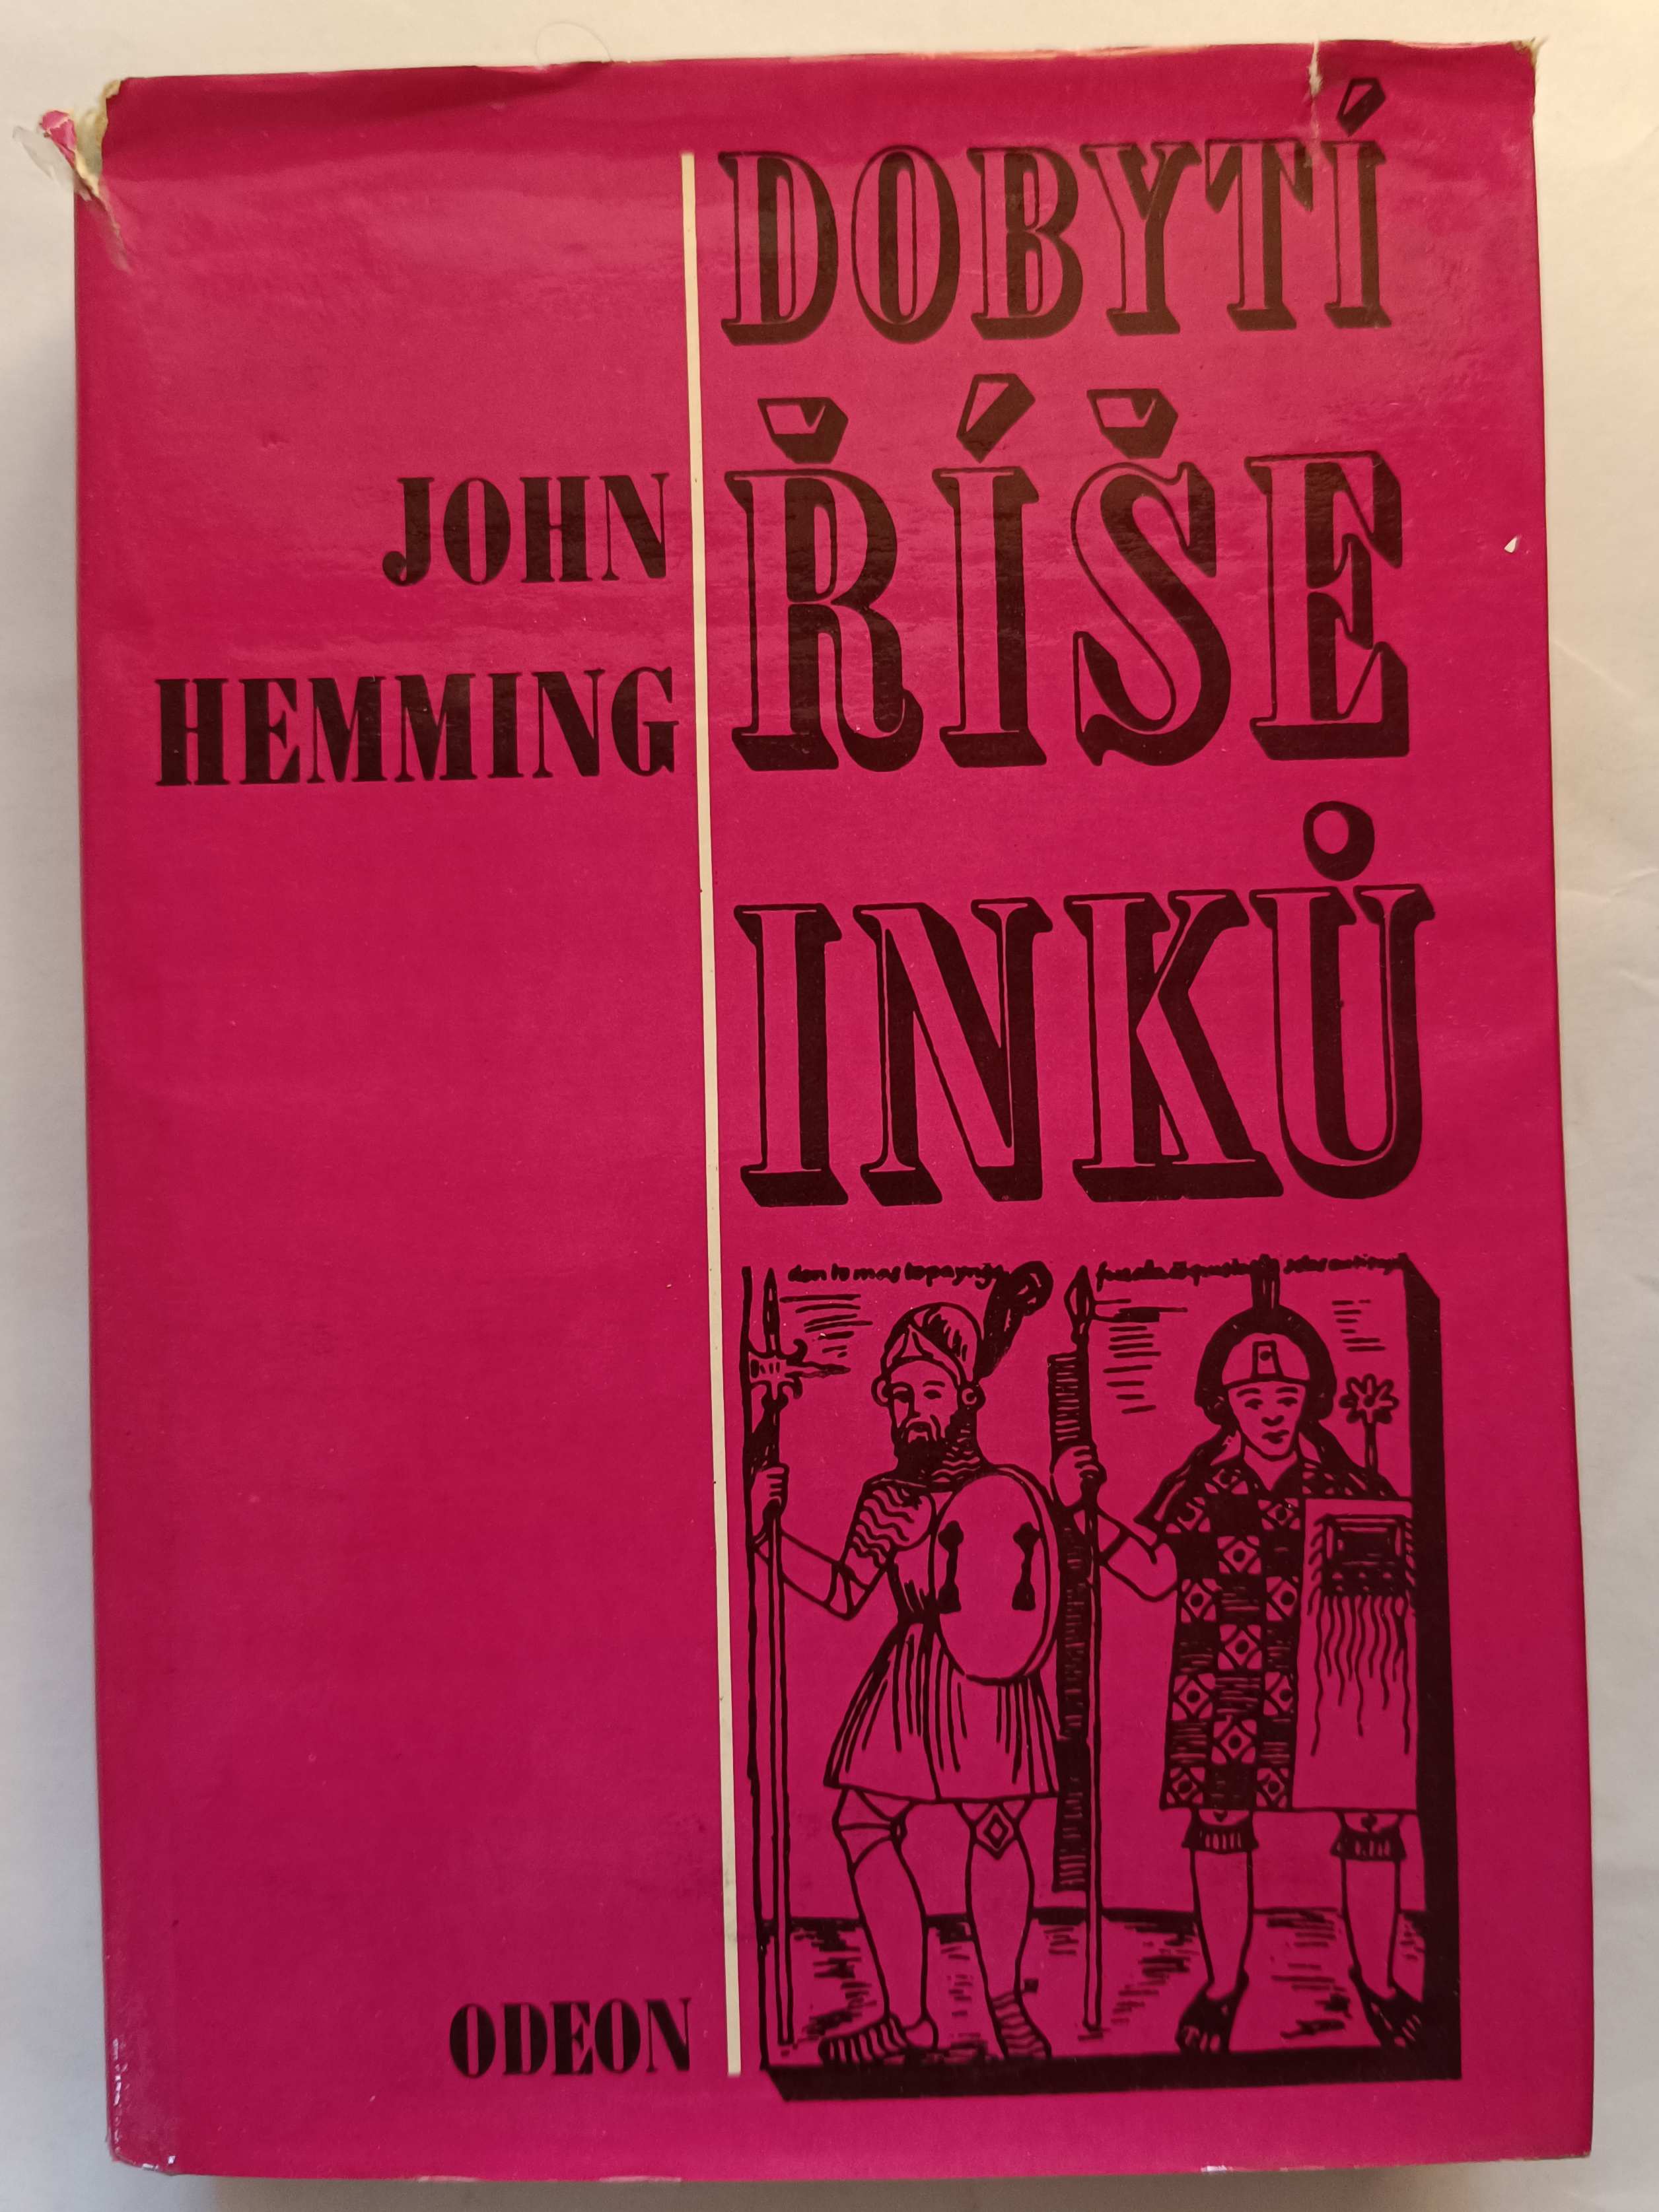 DOBYTÍ
ŘÍŠE
INKŮ
JOHN
HEMMING
ODEON